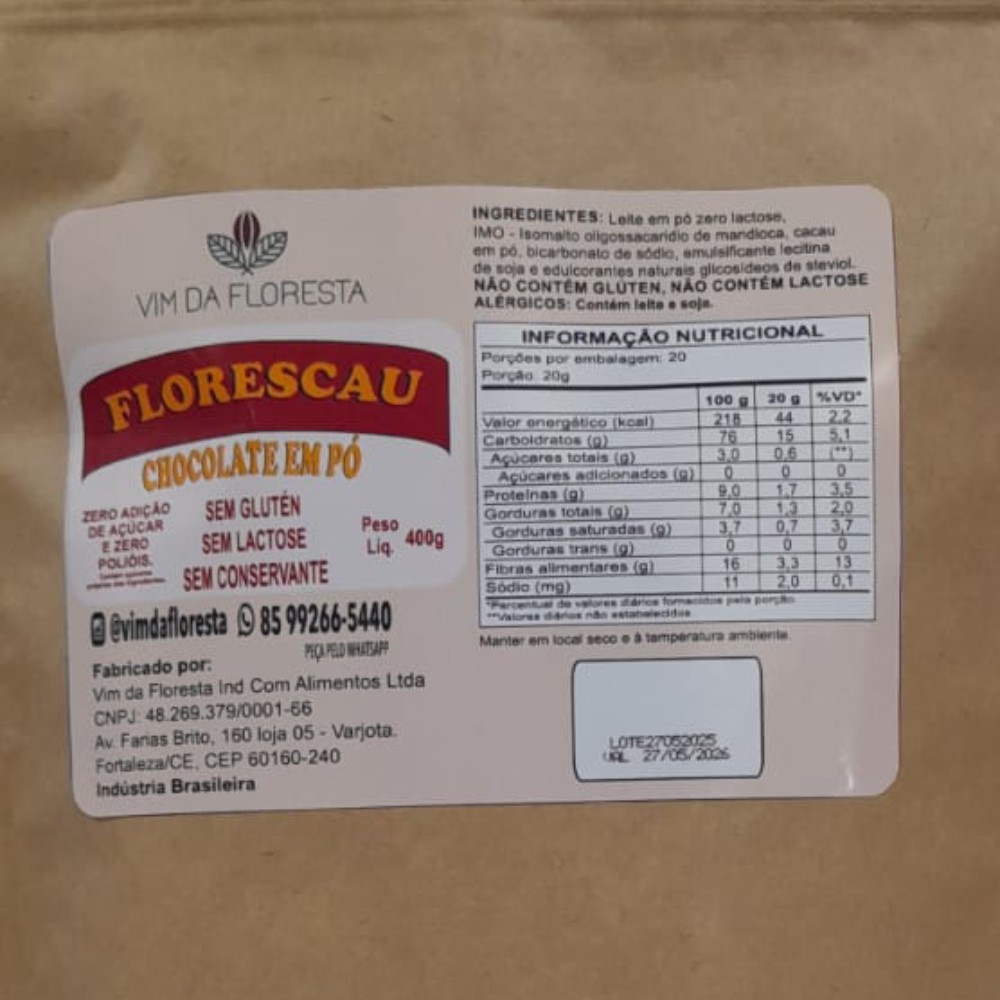 VIM DA FLORESTA
FLORESCAU
CHOCOLATE EM PÓ
ZERO ADIÇÃO
DE AÇÚCAR
E ZERO
POLIÓIS.
SEM GLUTÉN
SEM LACTOSE
SEM CONSERVANTE
Peso
Líq. 400g
@vimdafloresta 85 99266-5440
PEÇA PELO WHATSAPP
Fabricado por:
Vim da Floresta Ind Com Alimentos Ltda
CNPJ: 48.269.379/0001-66
Av. Farias Brito, 160 loja 05 - Varjota.
Fortaleza/CE, CEP 60160-240
Indústria Brasileira
INGREDIENTES: Leite em pó zero lactose,
IMO - Isomalto oligossacarídio de mandioca, cacau
em pó, bicarbonato de sódio, emulsificante lecitina
de soja e edulcorantes naturais glicosídeos de steviol.
NÃO CONTÉM GLÚTEN, NÃO CONTÉM LACTOSE
ALÉRGICOS: Contém leite e soja.
INFORMAÇÃO NUTRICIONAL
Porções por embalagem: 20
Porção: 20g
100 g 20 g %VD*
Valor energético (kcal) 218 44 2,2
Carboidratos (g) 76 15 5,1
Açúcares totais (g) 3,0 0,6 (**)
Açúcares adicionados (g) 0 0 0
Proteínas (g) 9,0 1,7 3,5
Gorduras totais (g) 7,0 1,3 2,0
Gorduras saturadas (g) 3,7 0,7 3,7
Gorduras trans (g) 0 0 0
Fibras alimentares (g) 16 3,3 13
Sódio (mg) 11 2,0 0,1
*Percentual de valores diários fornecidos pela porção
**Valores diários não estabelecidos
Manter em local seco e à temperatura ambiente.
LOTE27052025
VAL 27/05/2026